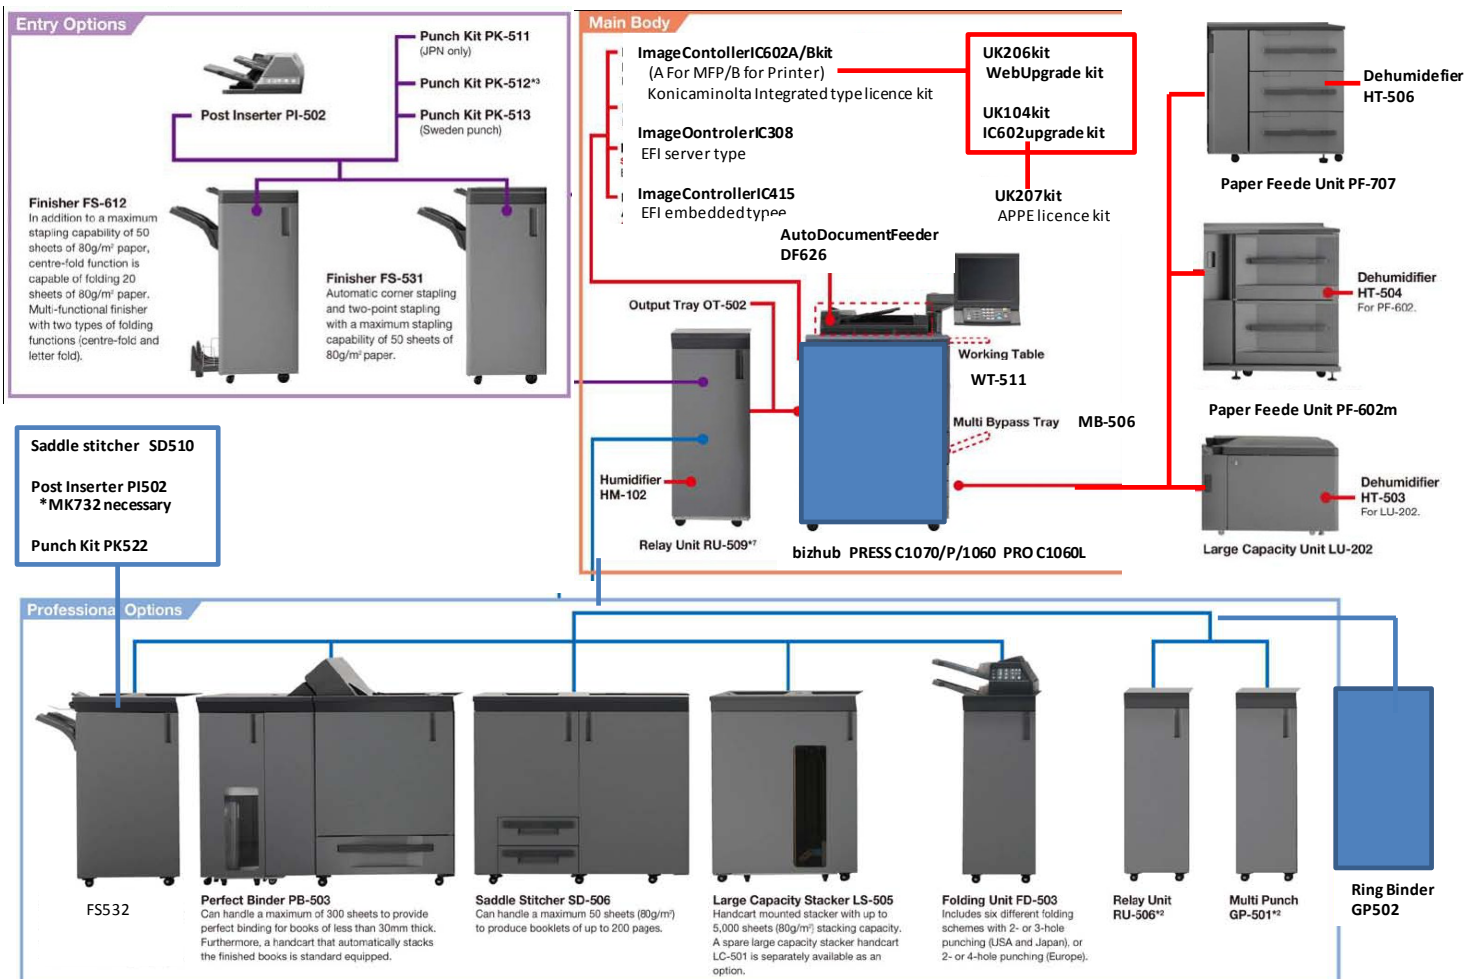 Entry Options
Punch Kit PK-511
(JPN only)
Punch Kit PK-512*3
Punch Kit PK-513
(Sweden punch)
Post Inserter PI-502
Finisher FS-612
In addition to a maximum
stapling capability of 50
sheets of 80g/m² paper,
centre-fold function is
capable of folding 20
sheets of 80g/m² paper.
Multi-functional finisher
with two types of folding
functions (centre-fold and
letter fold).
Finisher FS-531
Automatic corner stapling
and two-point stapling
with a maximum stapling
capability of 50 sheets of
80g/m² paper.
Main Body
ImageContollerIC602A/Bkit
(A For MFP/B for Printer)
Konicaminolta Integrated type licence kit
ImageOontrolerIC308
EFI server type
ImageControllerIC415
EFI embedded typee
UK206kit
WebUpgrade kit
UK104kit
IC602upgrade kit
UK207kit
APPE licence kit
AutoDocumentFeeder
DF626
Output Tray OT-502
Working Table
WT-511
Multi Bypass Tray MB-506
Humidifier
HM-102
Relay Unit RU-509*7
bizhub PRESS C1070/P/1060 PRO C1060L
Dehumidefier
HT-506
Paper Feede Unit PF-707
Dehumidifier
HT-504
For PF-602.
Paper Feede Unit PF-602m
Dehumidifier
HT-503
For LU-202.
Large Capacity Unit LU-202
Saddle stitcher SD510
Post Inserter PI502
*MK732 necessary
Punch Kit PK522
Professional Options
FS532
Perfect Binder PB-503
Can handle a maximum of 300 sheets to provide
perfect binding for books of less than 30mm thick.
Furthermore, a handcart that automatically stacks
the finished books is standard equipped.
Saddle Stitcher SD-506
Can handle a maximum 50 sheets (80g/m²)
to produce booklets of up to 200 pages.
Large Capacity Stacker LS-505
Handcart mounted stacker with up to
5,000 sheets (80g/m²) stacking capacity.
A spare large capacity stacker handcart
LC-501 is separately available as an
option.
Folding Unit FD-503
Includes six different folding
schemes with 2- or 3-hole
punching (USA and Japan), or
2- or 4-hole punching (Europe).
Relay Unit
RU-506*2
Multi Punch
GP-501*2
Ring Binder
GP502